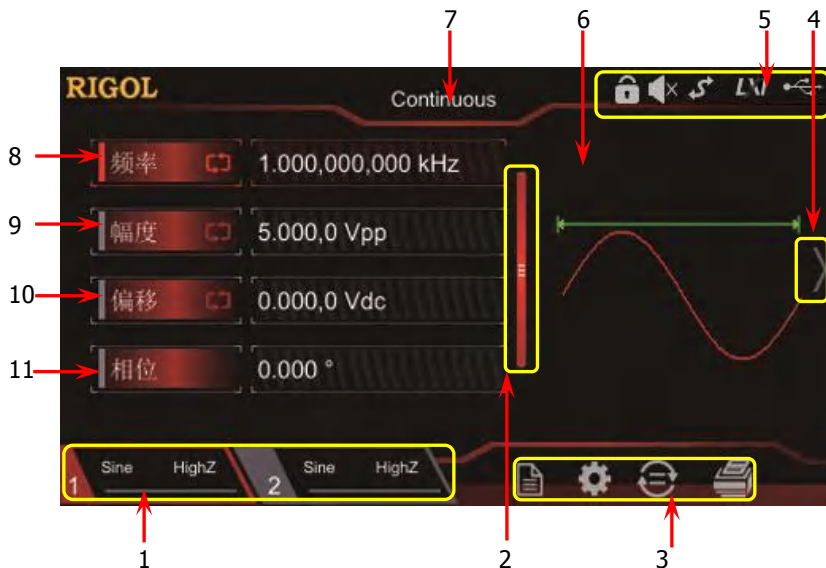 7 6 5 4
RIGOL
Continuous
LXI
8 频率 1.000,000,000 kHz
9 幅度 5.000,0 Vpp
10 偏移 0.000,0 Vdc
11 相位 0.000 °
1 Sine HighZ 2 Sine HighZ
1 2 3